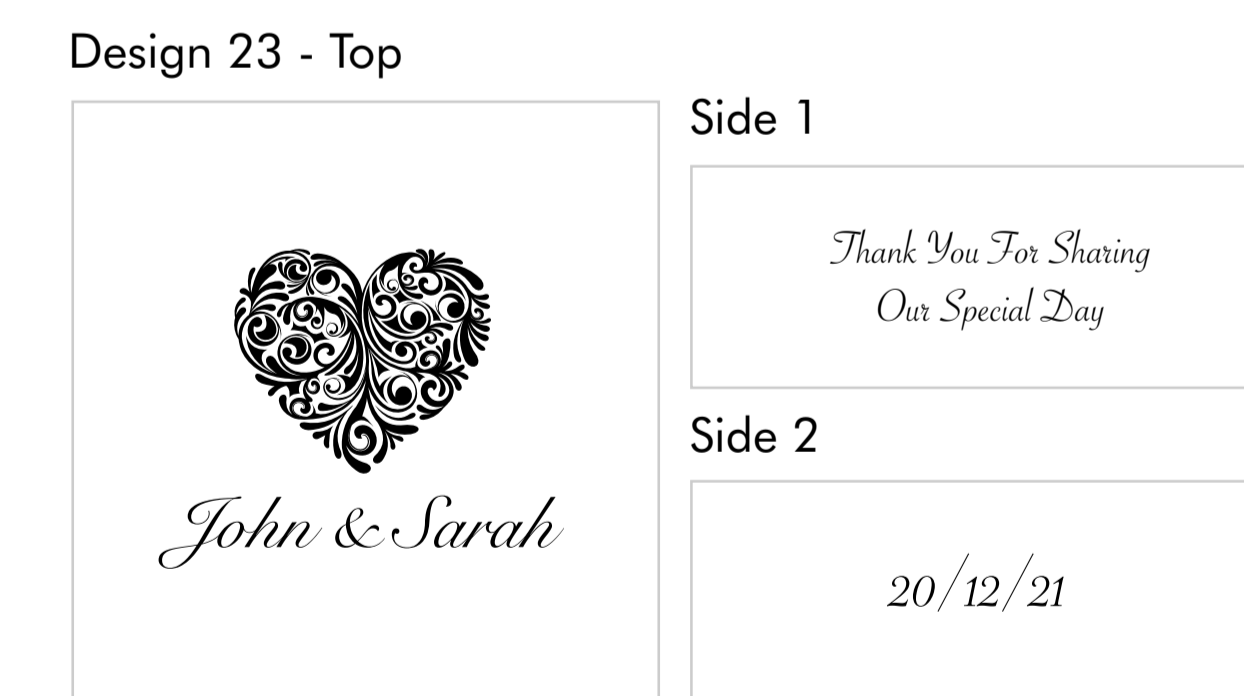 Design 23 - Top
John & Sarah
Side 1
Thank You For Sharing
Our Special Day
Side 2
20/12/21